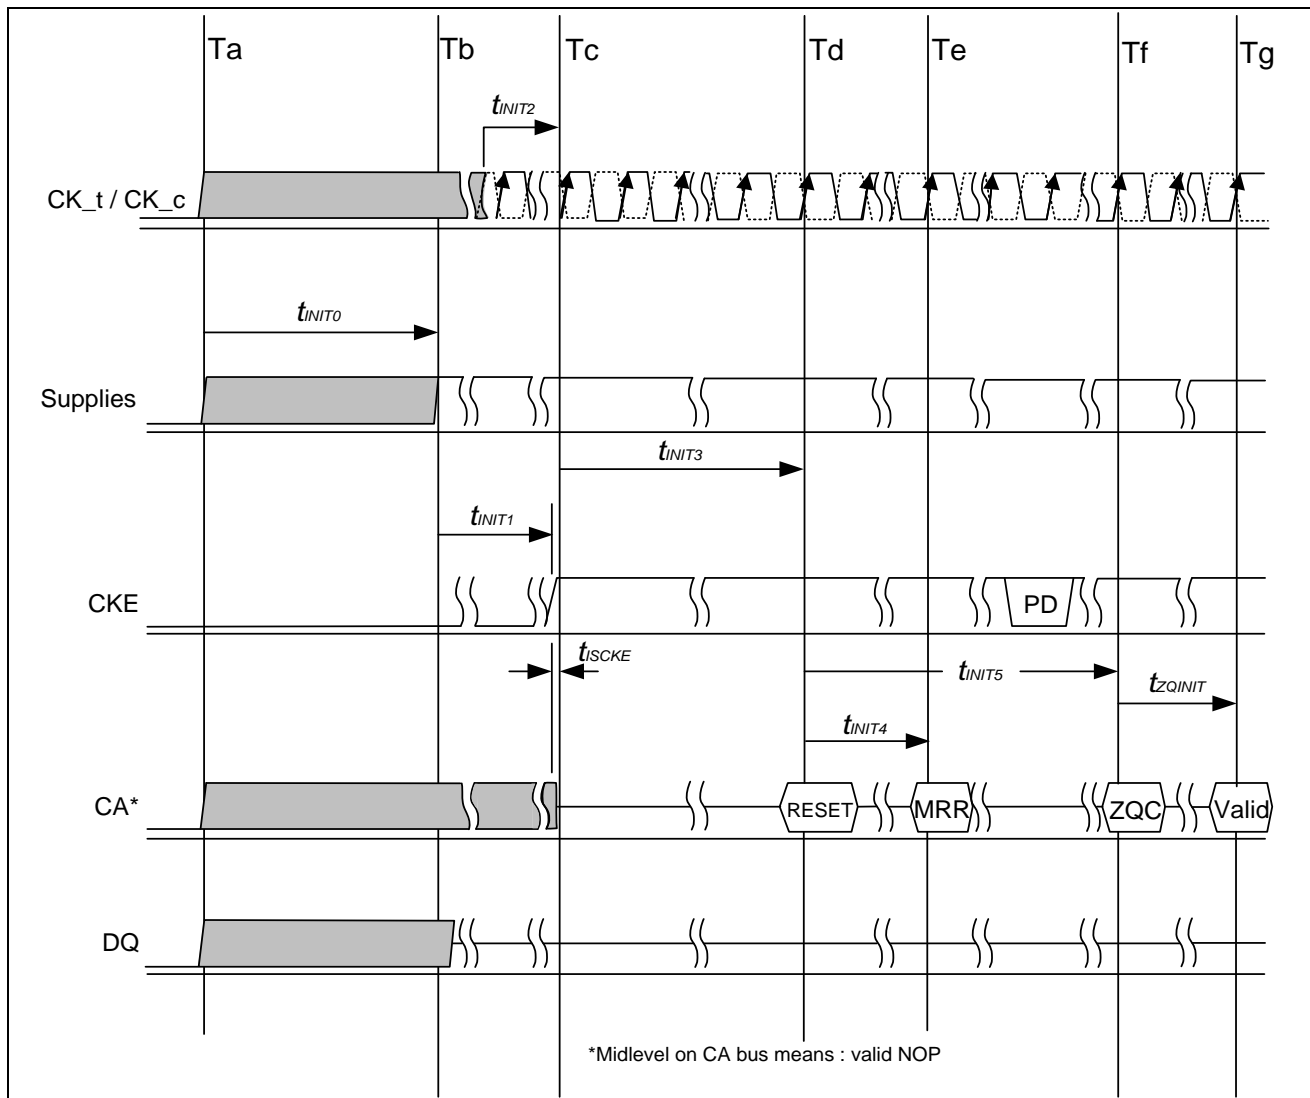 Ta Tb Tc Td Te Tf Tg
tINIT2
CK_t / CK_c
tINIT0
Supplies
tINIT3
tINIT1
CKE
PD
tISCKE
tINIT5
tZQINIT
tINIT4
CA*
RESET MRR ZQC Valid
DQ
*Midlevel on CA bus means : valid NOP